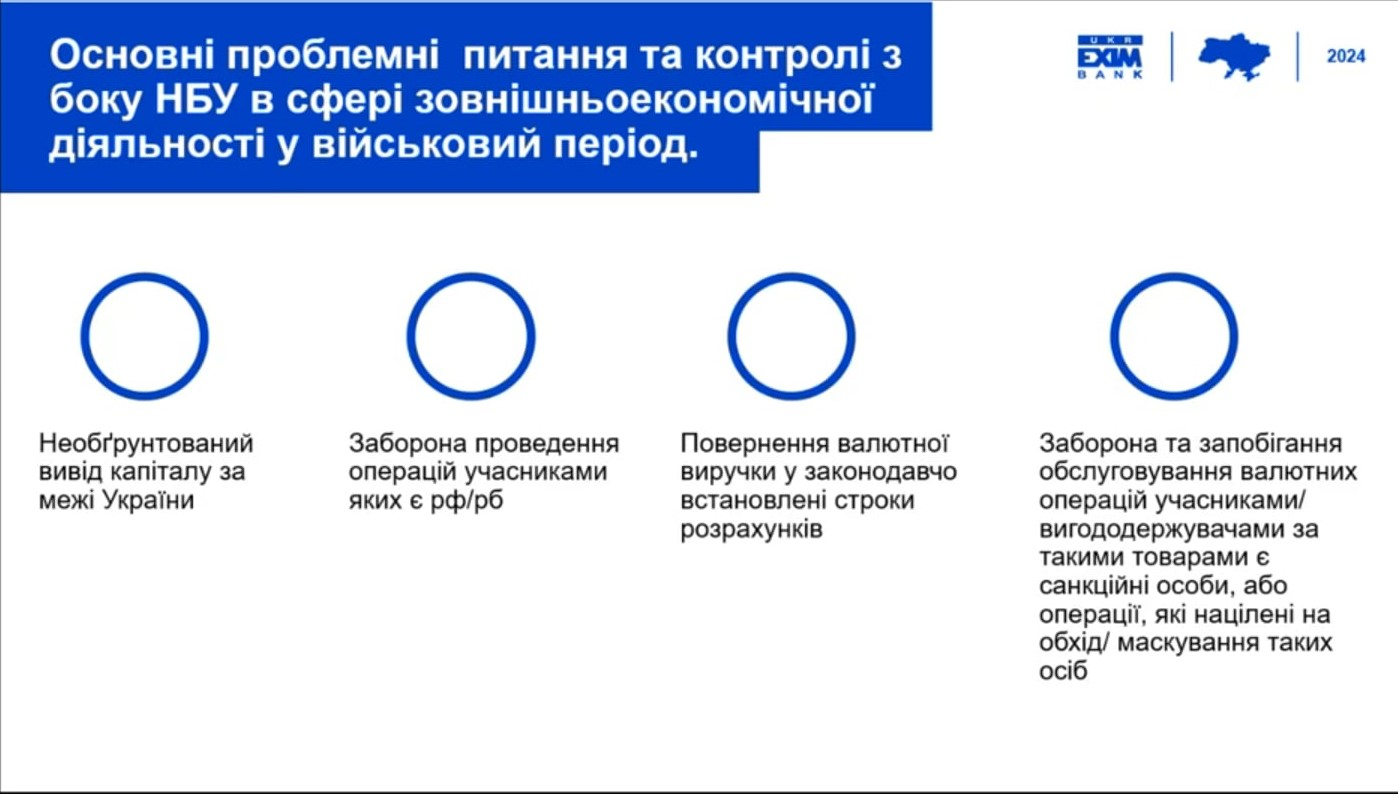 Основні проблемні  питання та контролі з
боку НБУ в сфері зовнішньоекономічної
діяльності у військовий період.
UKR
EXIM
BANK
2024
Необґрунтований
вивід капіталу за
межі України
Заборона проведення
операцій учасниками
яких є рф/рб
Повернення валютної
виручки у законодавчо
встановлені строки
розрахунків
Заборона та запобігання
обслуговування валютних
операцій учасниками/
вигододержувачами за
такими товарами є
санкційні особи, або
операції, які націлені на
обхід/ маскування таких
осіб